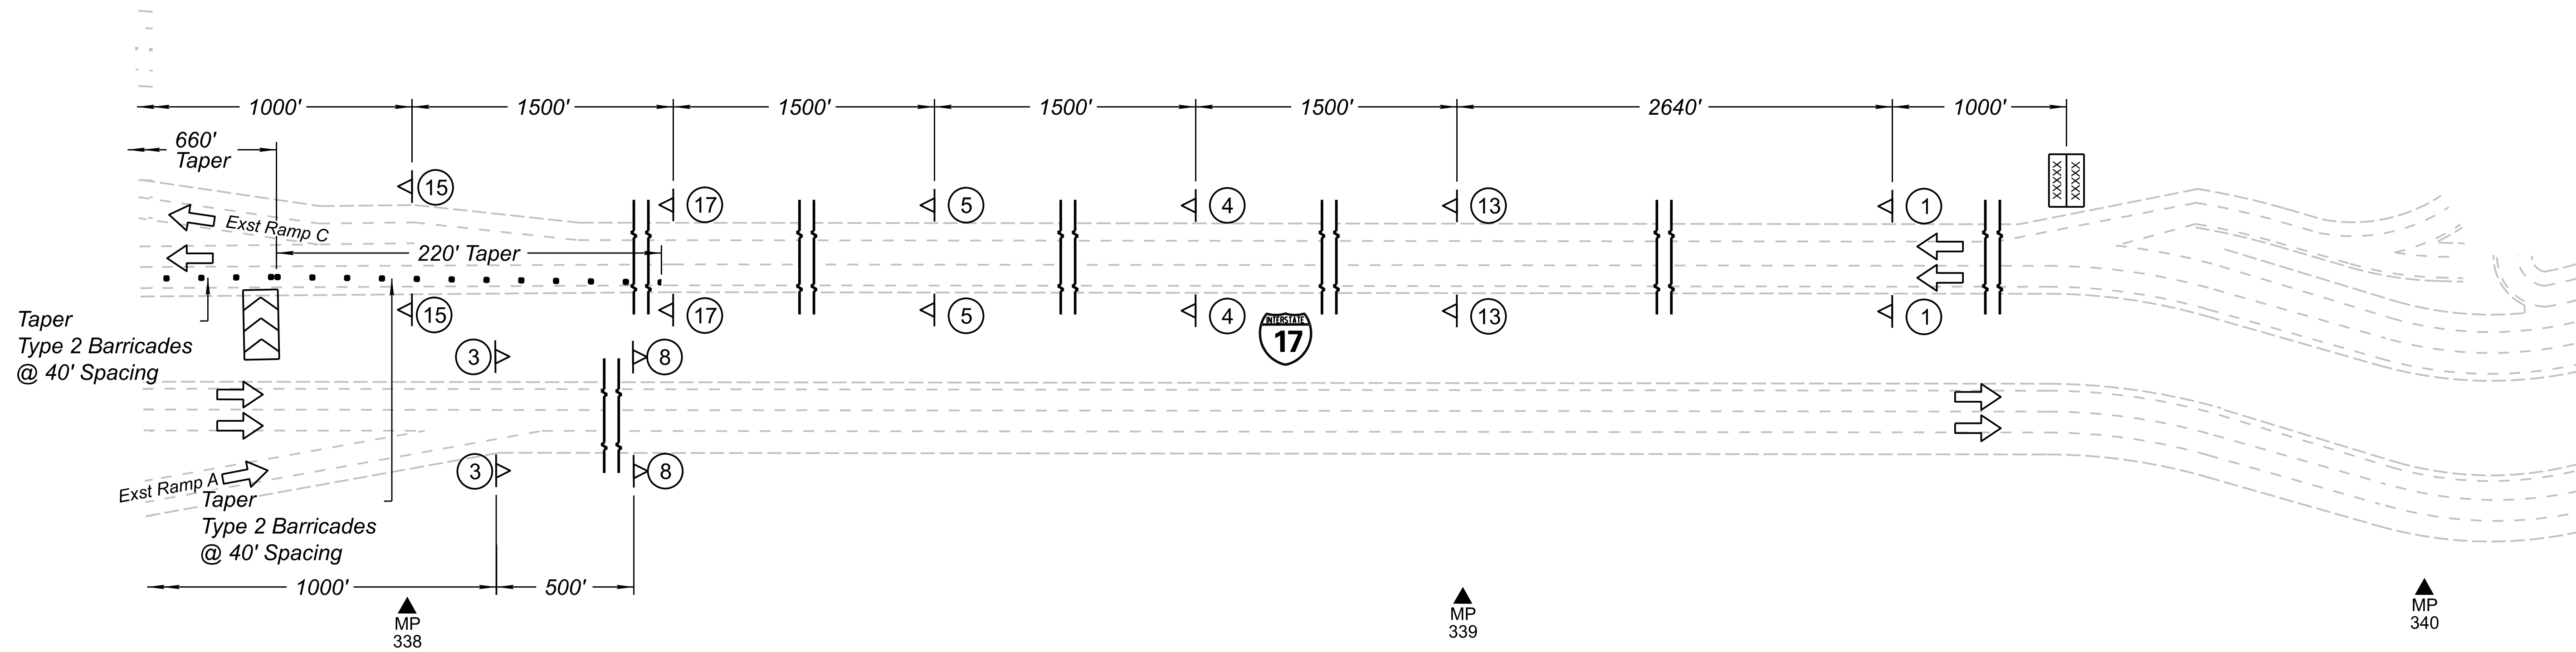 1000'
1500'
1500'
1500'
1500'
2640'
1000'
660'
Taper
XXXXX
XXXXX
15
17
5
4
13
1
Exst Ramp C
220' Taper
15
17
5
4
13
1
INTERSTATE
17
Taper
Type 2 Barricades
@ 40' Spacing
3
8
3
8
Exst Ramp A
Taper
Type 2 Barricades
@ 40' Spacing
1000'
500'
MP
338
MP
339
MP
340